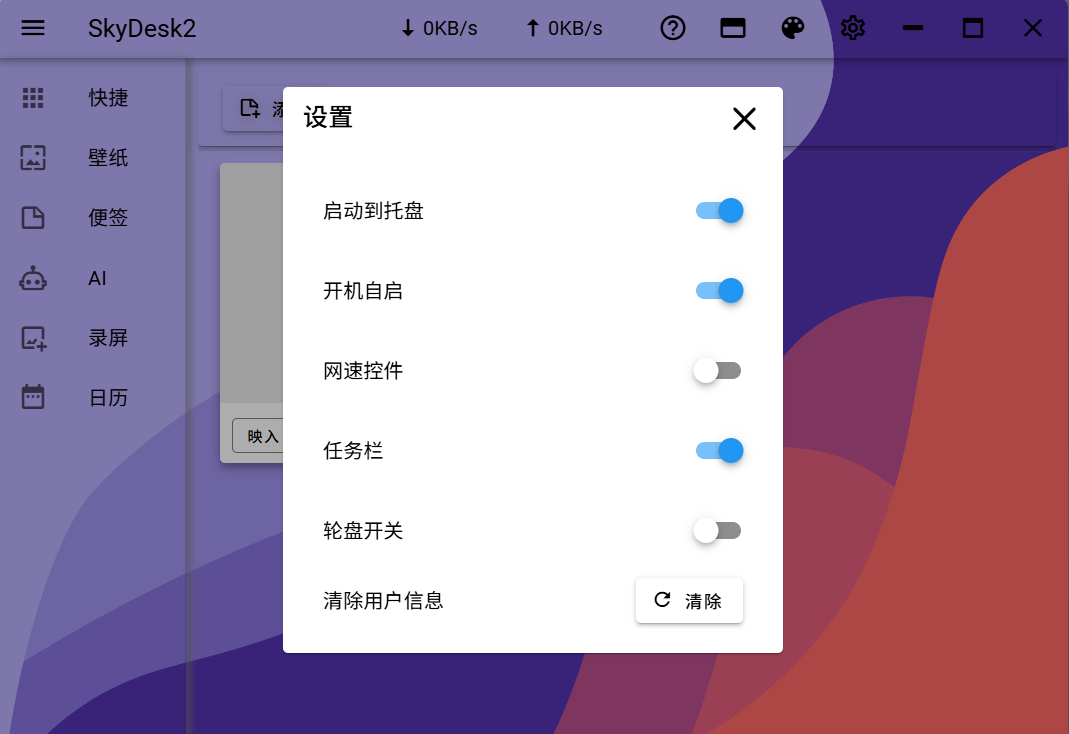 SkyDesk2
0KB/s
0KB/s
快捷
壁纸
便签
AI
录屏
日历
设置
启动到托盘
开机自启
网速控件
任务栏
轮盘开关
清除用户信息
清除
映入